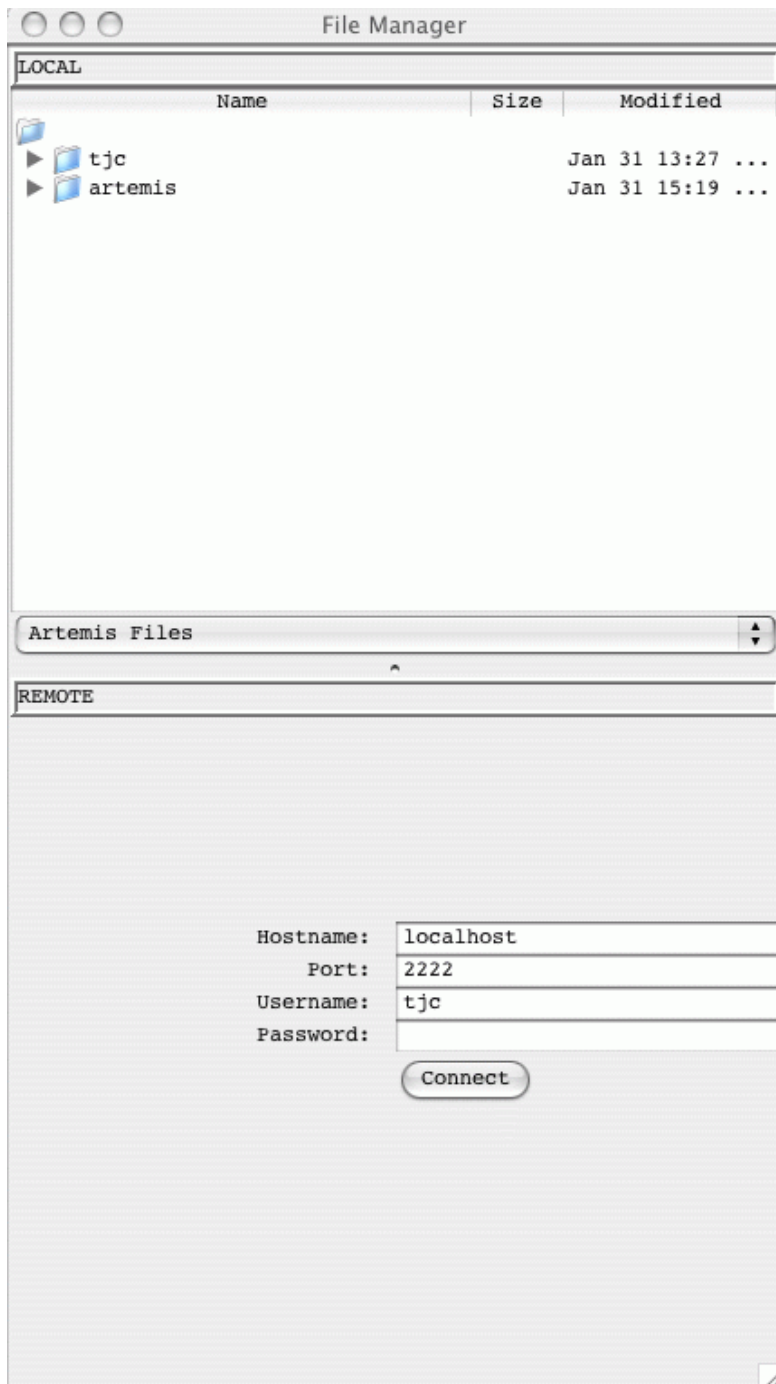 File Manager
LOCAL
Name Size Modified
tjc Jan 31 13:27 ...
artemis Jan 31 15:19 ...
Artemis Files
REMOTE
Hostname: localhost
Port: 2222
Username: tjc
Password:
Connect